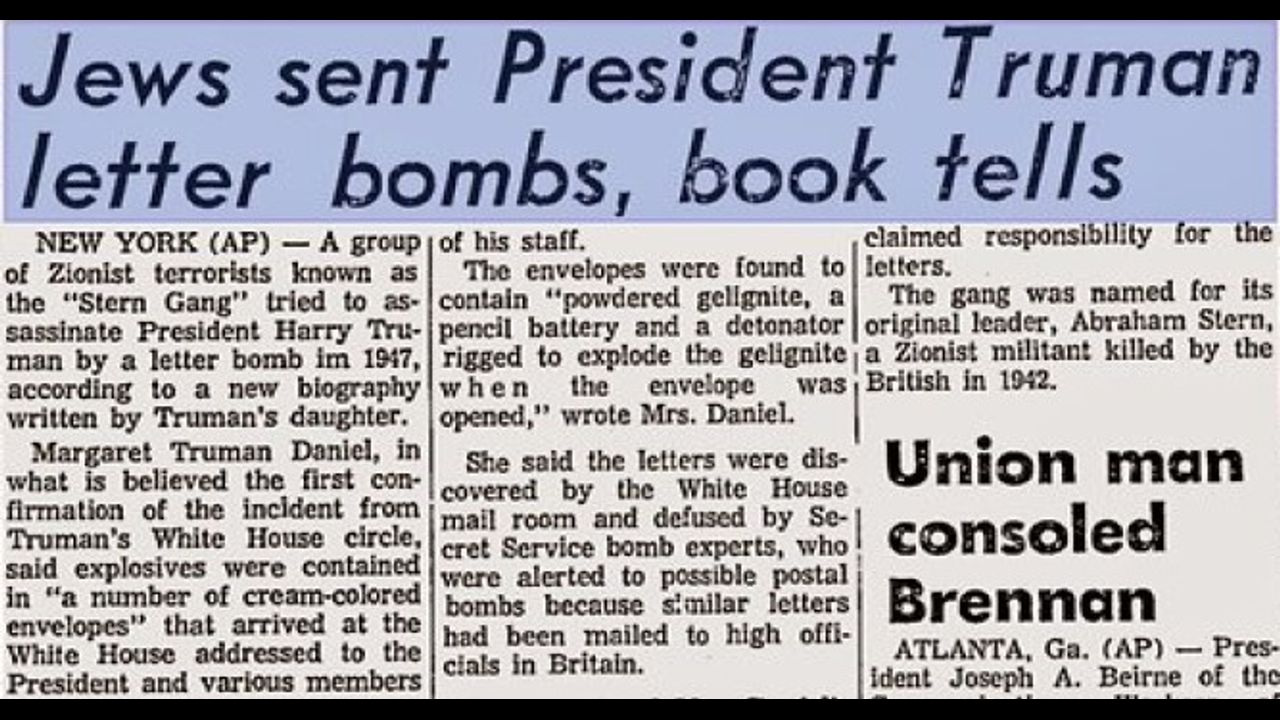 Jews sent President Truman
letter bombs, book tells
NEW YORK (AP) — A group
of Zionist terrorists known as
the "Stern Gang" tried to as-
sassinate President Harry Tru-
man by a letter bomb im 1947,
according to a new biography
written by Truman's daughter.
Margaret Truman Daniel, in
what is believed the first con-
firmation of the incident from
Truman's White House circle,
said explosives were contained
in "a number of cream-colored
envelopes" that arrived at the
White House addressed to the
President and various members
of his staff.
The envelopes were found to
contain "powdered gelignite, a
pencil battery and a detonator
rigged to explode the gelignite
when the envelope was
opened," wrote Mrs. Daniel.
She said the letters were dis-
covered by the White House
mail room and defused by Se-
cret Service bomb experts, who
were alerted to possible postal
bombs because similar letters
had been mailed to high offi-
cials in Britain.
claimed responsibility for the
letters.
The gang was named for its
original leader, Abraham Stern,
a Zionist militant killed by the
British in 1942.
Union man
consoled
Brennan
ATLANTA, Ga. (AP) — Pres-
ident Joseph A. Beirne of the